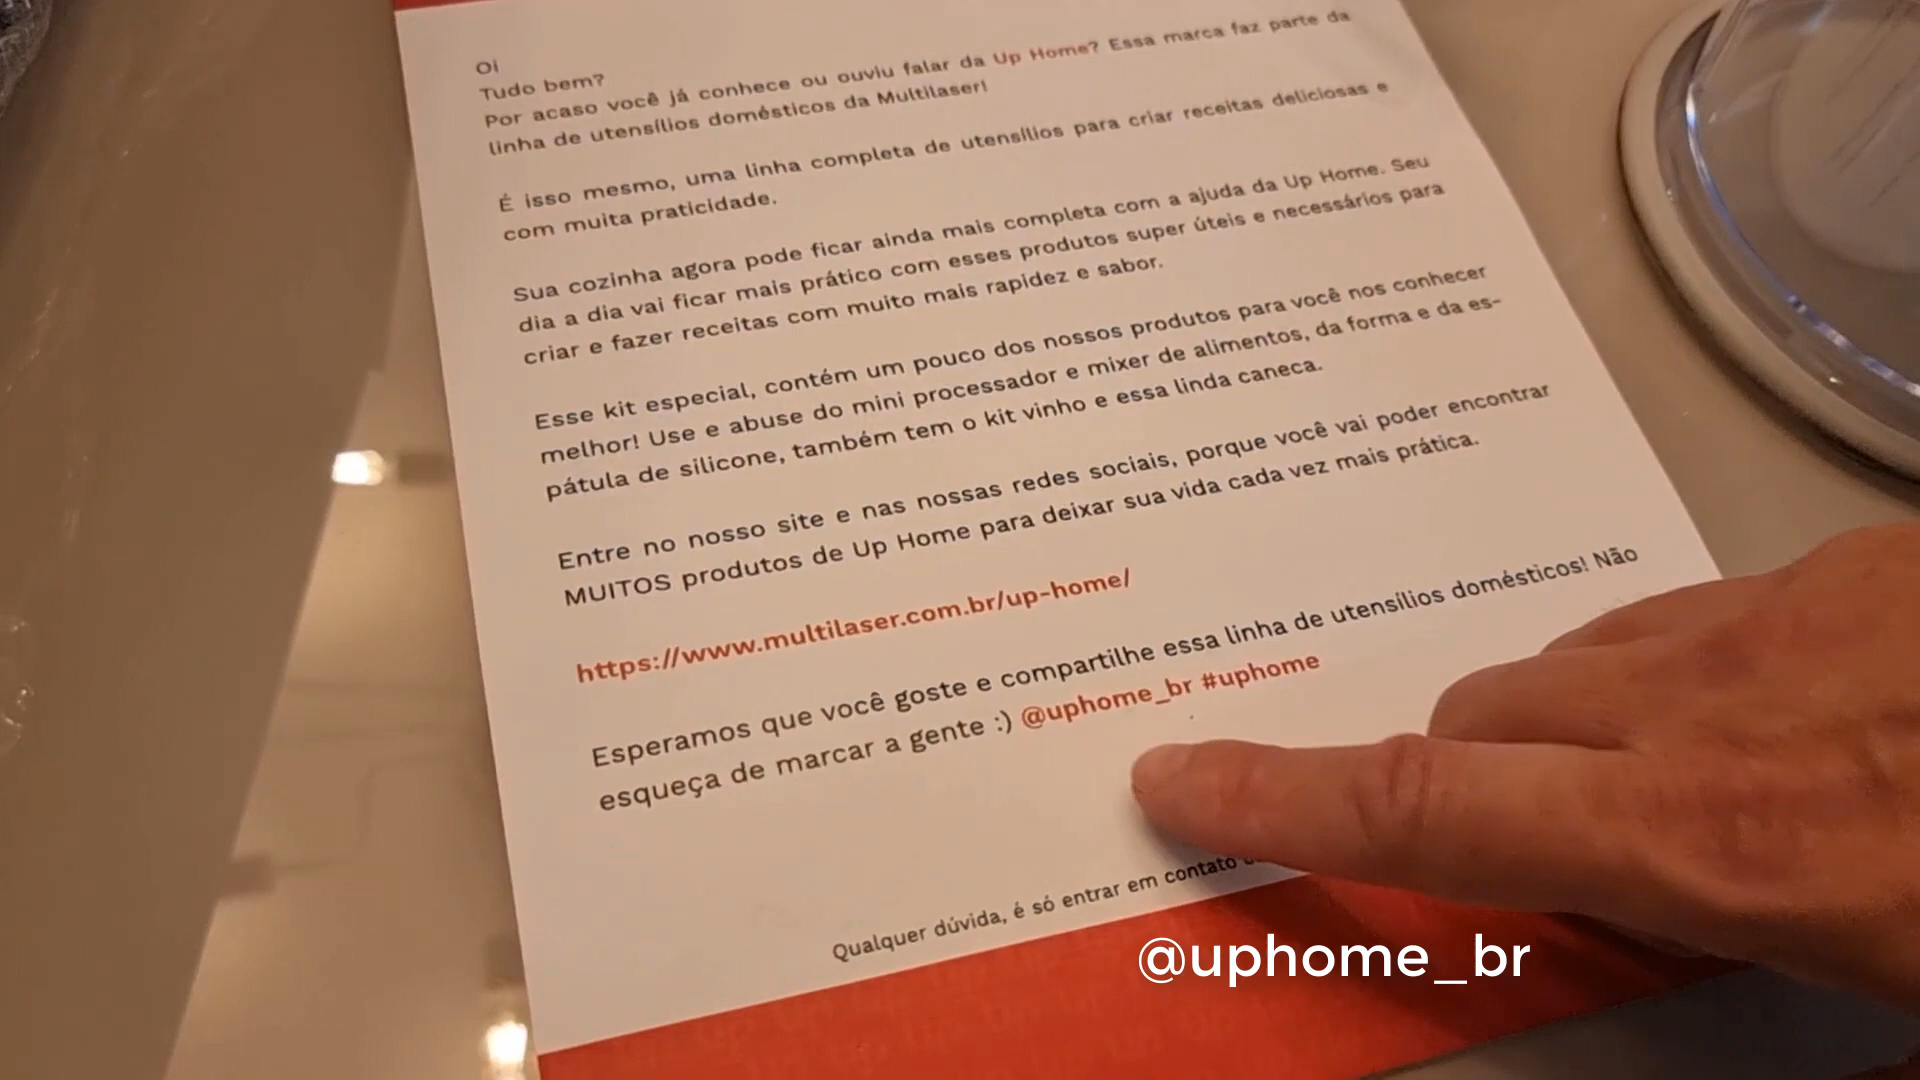 Oi
Tudo bem?
Por acaso você já conhece ou ouviu falar da Up Home? Essa marca faz parte da
linha de utensílios domésticos da Multilaser!
É isso mesmo, uma linha completa de utensílios para criar receitas deliciosas e
com muita praticidade.
Sua cozinha agora pode ficar ainda mais completa com a ajuda da Up Home. Seu
dia a dia vai ficar mais prático com esses produtos super úteis e necessários para
criar e fazer receitas com muito mais rapidez e sabor.
Esse kit especial, contém um pouco dos nossos produtos para você nos conhecer
melhor! Use e abuse do mini processador e mixer de alimentos, da forma e da es-
pátula de silicone, também tem o kit vinho e essa linda caneca.
Entre no nosso site e nas nossas redes sociais, porque você vai poder encontrar
MUITOS produtos de Up Home para deixar sua vida cada vez mais prática.
https://www.multilaser.com.br/up-home/
Esperamos que você goste e compartilhe essa linha de utensílios domésticos! Não
esqueça de marcar a gente :) @uphome_br #uphome
Qualquer dúvida, é só entrar em contato
@uphome_br